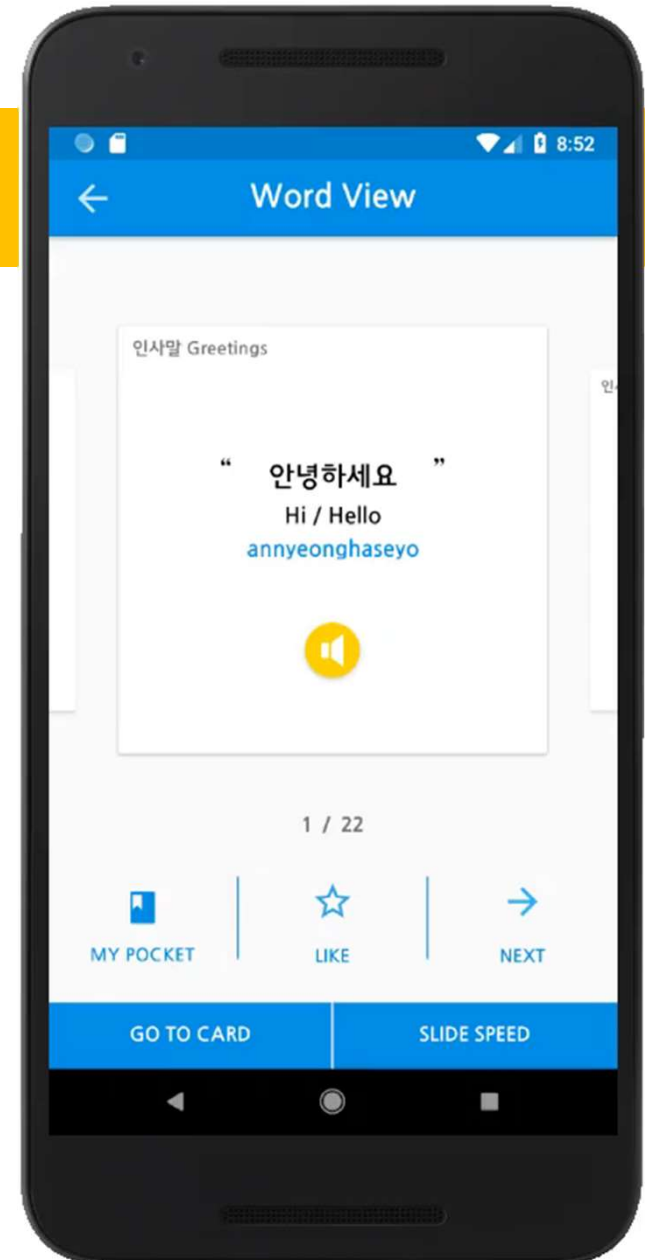 8:52
Word View
인사말 Greetings
“ 안녕하세요 ”
Hi / Hello
annyeonghaseyo
1 / 22
MY POCKET
LIKE
NEXT
GO TO CARD
SLIDE SPEED